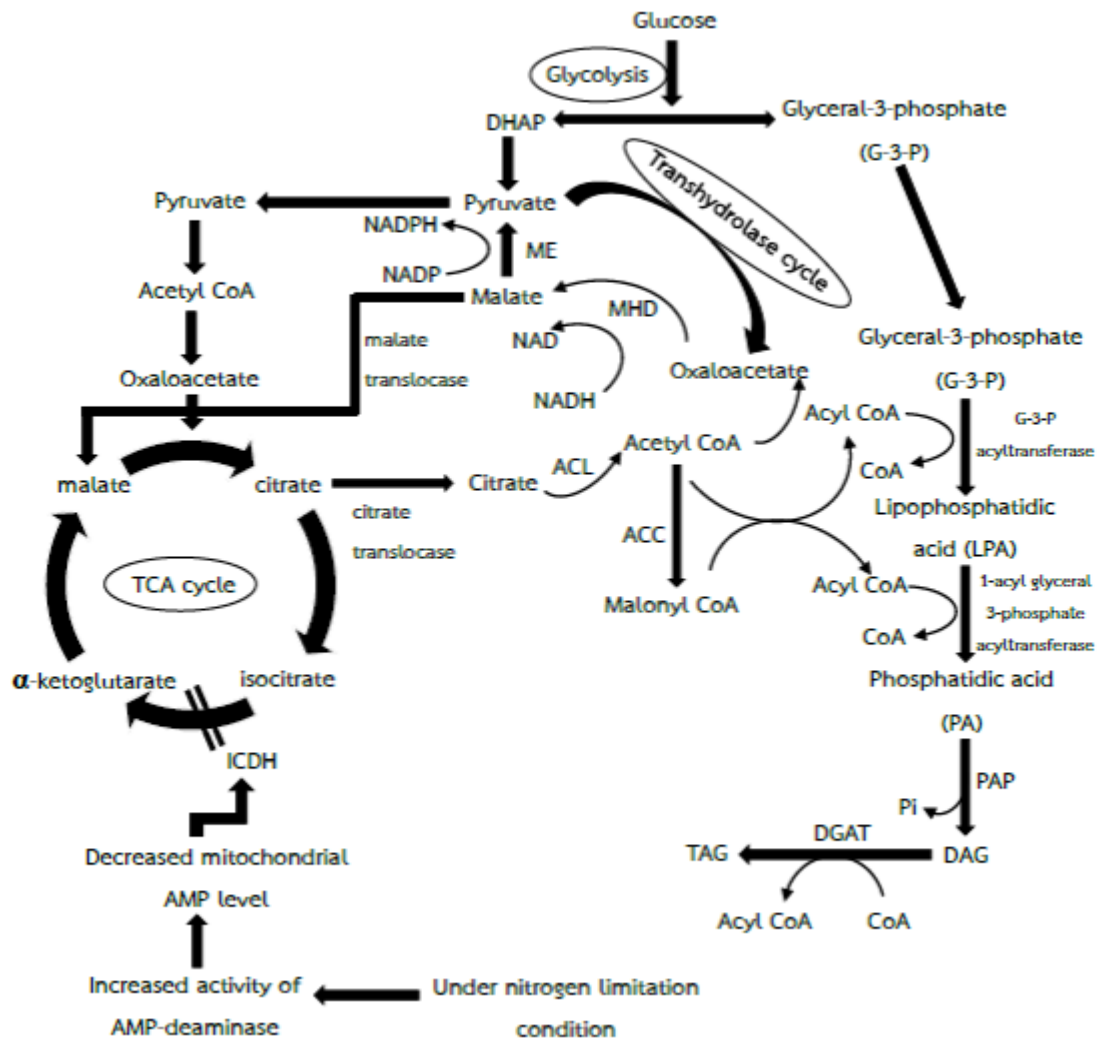 Glucose
Glycolysis
DHAP
Glyceral-3-phosphate
(G-3-P)
Transhydrolase cycle
Pyruvate
Pyruvate
NADPH
NADP
ME
Malate
Acetyl CoA
malate
translocase
NAD
NADH
MHD
Oxaloacetate
Oxaloacetate
Glyceral-3-phosphate
(G-3-P)
G-3-P
acyltransferase
Acyl CoA
CoA
malate
citrate
citrate
translocase
Citrate
ACL
Acetyl CoA
ACC
Malonyl CoA
Lipophosphatidic
acid (LPA)
Acyl CoA
CoA
1-acyl glyceral
3-phosphate
acyltransferase
TCA cycle
α-ketoglutarate
isocitrate
ICDH
Phosphatidic acid
(PA)
PAP
Pi
DAG
DGAT
TAG
Acyl CoA
CoA
Decreased mitochondrial
AMP level
Increased activity of
AMP-deaminase
Under nitrogen limitation
condition